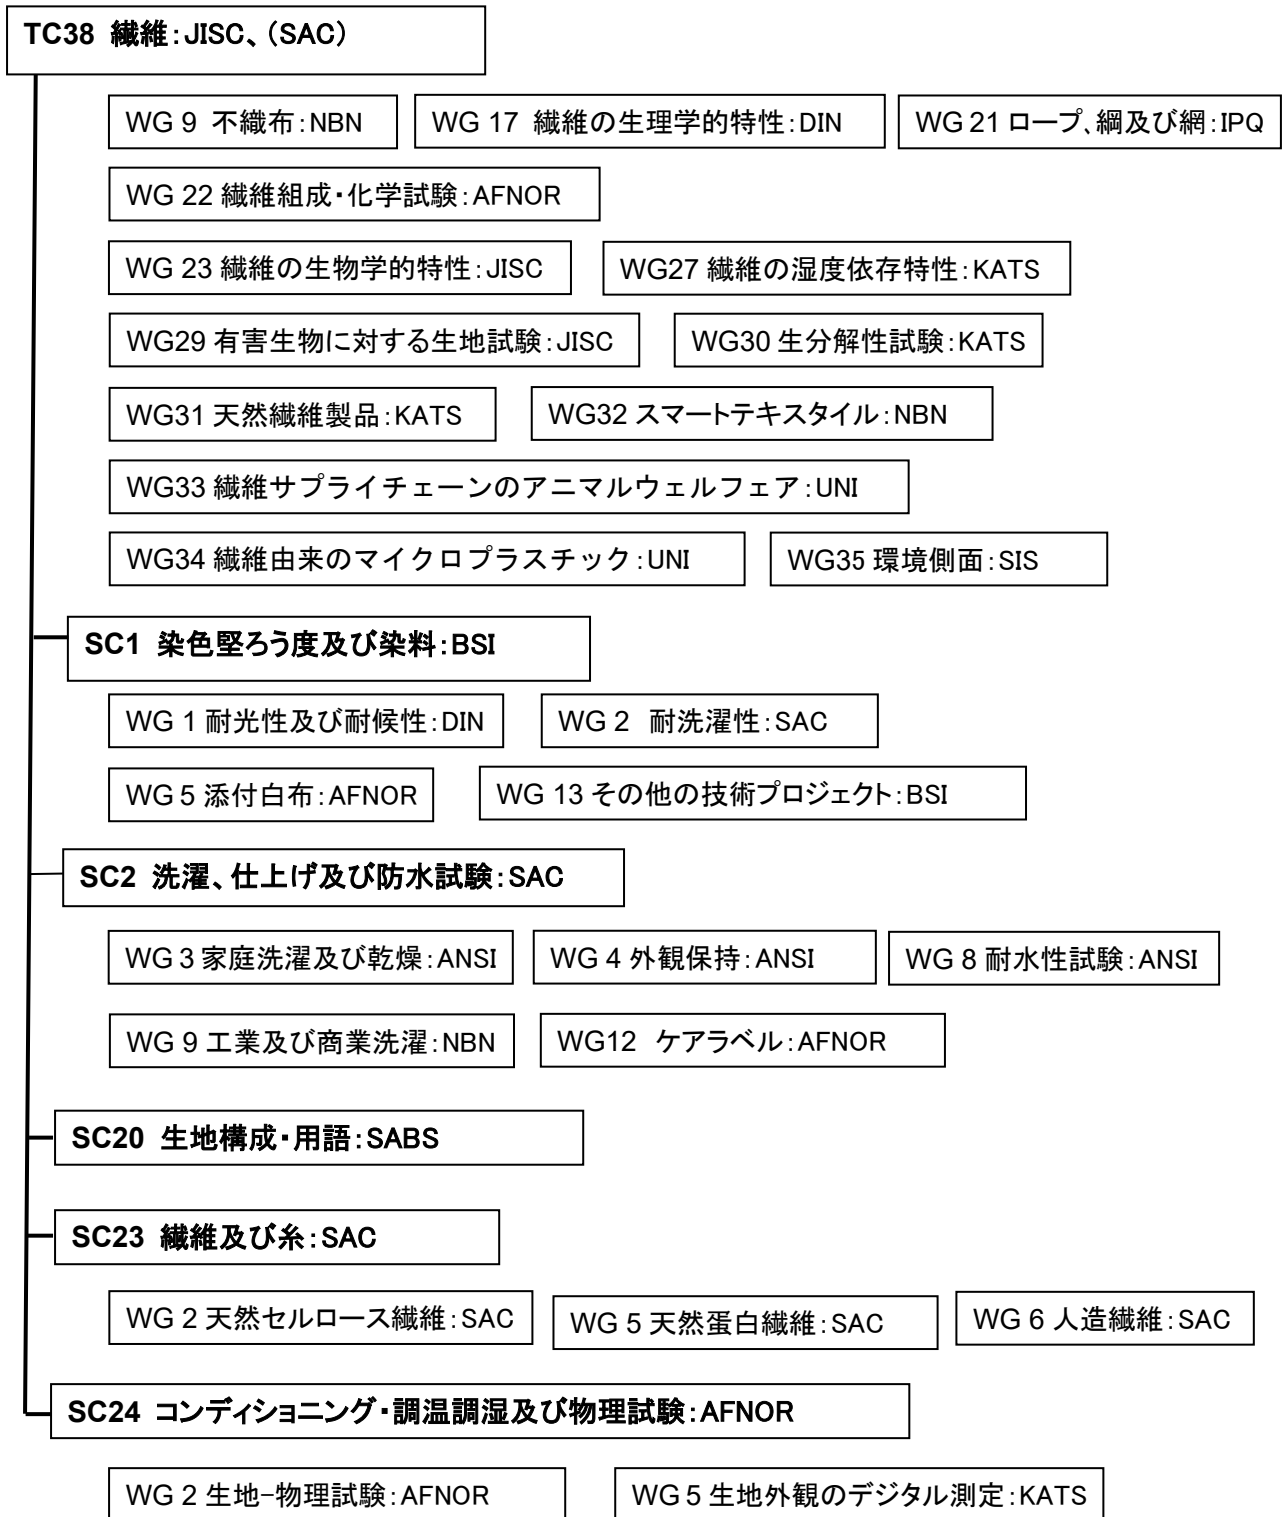 TC38 繊維：JISC、（SAC）
WG 9 不織布：NBN
WG 17 繊維の生理学的特性：DIN
WG 21 ロープ、綱及び網：IPQ
WG 22 繊維組成・化学試験：AFNOR
WG 23 繊維の生物学的特性：JISC
WG27 繊維の湿度依存特性：KATS
WG29 有害生物に対する生地試験：JISC
WG30 生分解性試験：KATS
WG31 天然繊維製品：KATS
WG32 スマートテキスタイル：NBN
WG33 繊維サプライチェーンのアニマルウェルフェア：UNI
WG34 繊維由来のマイクロプラスチック：UNI
WG35 環境側面：SIS
SC1 染色堅ろう度及び染料：BSI
WG 1 耐光性及び耐候性：DIN
WG 2 耐洗濯性：SAC
WG 5 添付白布：AFNOR
WG 13 その他の技術プロジェクト：BSI
SC2 洗濯、仕上げ及び防水試験：SAC
WG 3 家庭洗濯及び乾燥：ANSI
WG 4 外観保持：ANSI
WG 8 耐水性試験：ANSI
WG 9 工業及び商業洗濯：NBN
WG12 ケアラベル：AFNOR
SC20 生地構成・用語：SABS
SC23 繊維及び糸：SAC
WG 2 天然セルロース繊維：SAC
WG 5 天然蛋白繊維：SAC
WG 6 人造繊維：SAC
SC24 コンディショニング・調温調湿及び物理試験：AFNOR
WG 2 生地-物理試験：AFNOR
WG 5 生地外観のデジタル測定：KATS